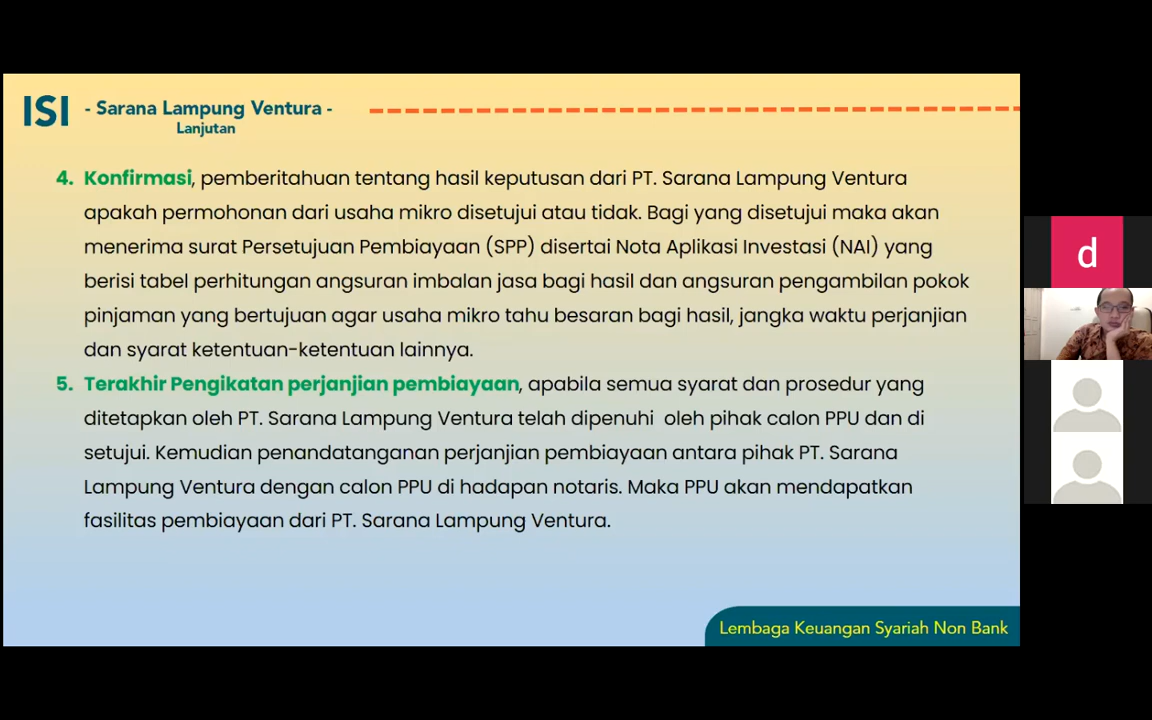 ISI - Sarana Lampung Ventura -
Lanjutan
4. Konfirmasi, pemberitahuan tentang hasil keputusan dari PT. Sarana Lampung Ventura
apakah permohonan dari usaha mikro disetujui atau tidak. Bagi yang disetujui maka akan
menerima surat Persetujuan Pembiayaan (SPP) disertai Nota Aplikasi Investasi (NAI) yang
berisi tabel perhitungan angsuran imbalan jasa bagi hasil dan angsuran pengambilan pokok
pinjaman yang bertujuan agar usaha mikro tahu besaran bagi hasil, jangka waktu perjanjian
dan syarat ketentuan-ketentuan lainnya.
5. Terakhir Pengikatan perjanjian pembiayaan, apabila semua syarat dan prosedur yang
ditetapkan oleh PT. Sarana Lampung Ventura telah dipenuhi oleh pihak calon PPU dan di
setujui. Kemudian penandatanganan perjanjian pembiayaan antara pihak PT. Sarana
Lampung Ventura dengan calon PPU di hadapan notaris. Maka PPU akan mendapatkan
fasilitas pembiayaan dari PT. Sarana Lampung Ventura.
Lembaga Keuangan Syariah Non Bank
d